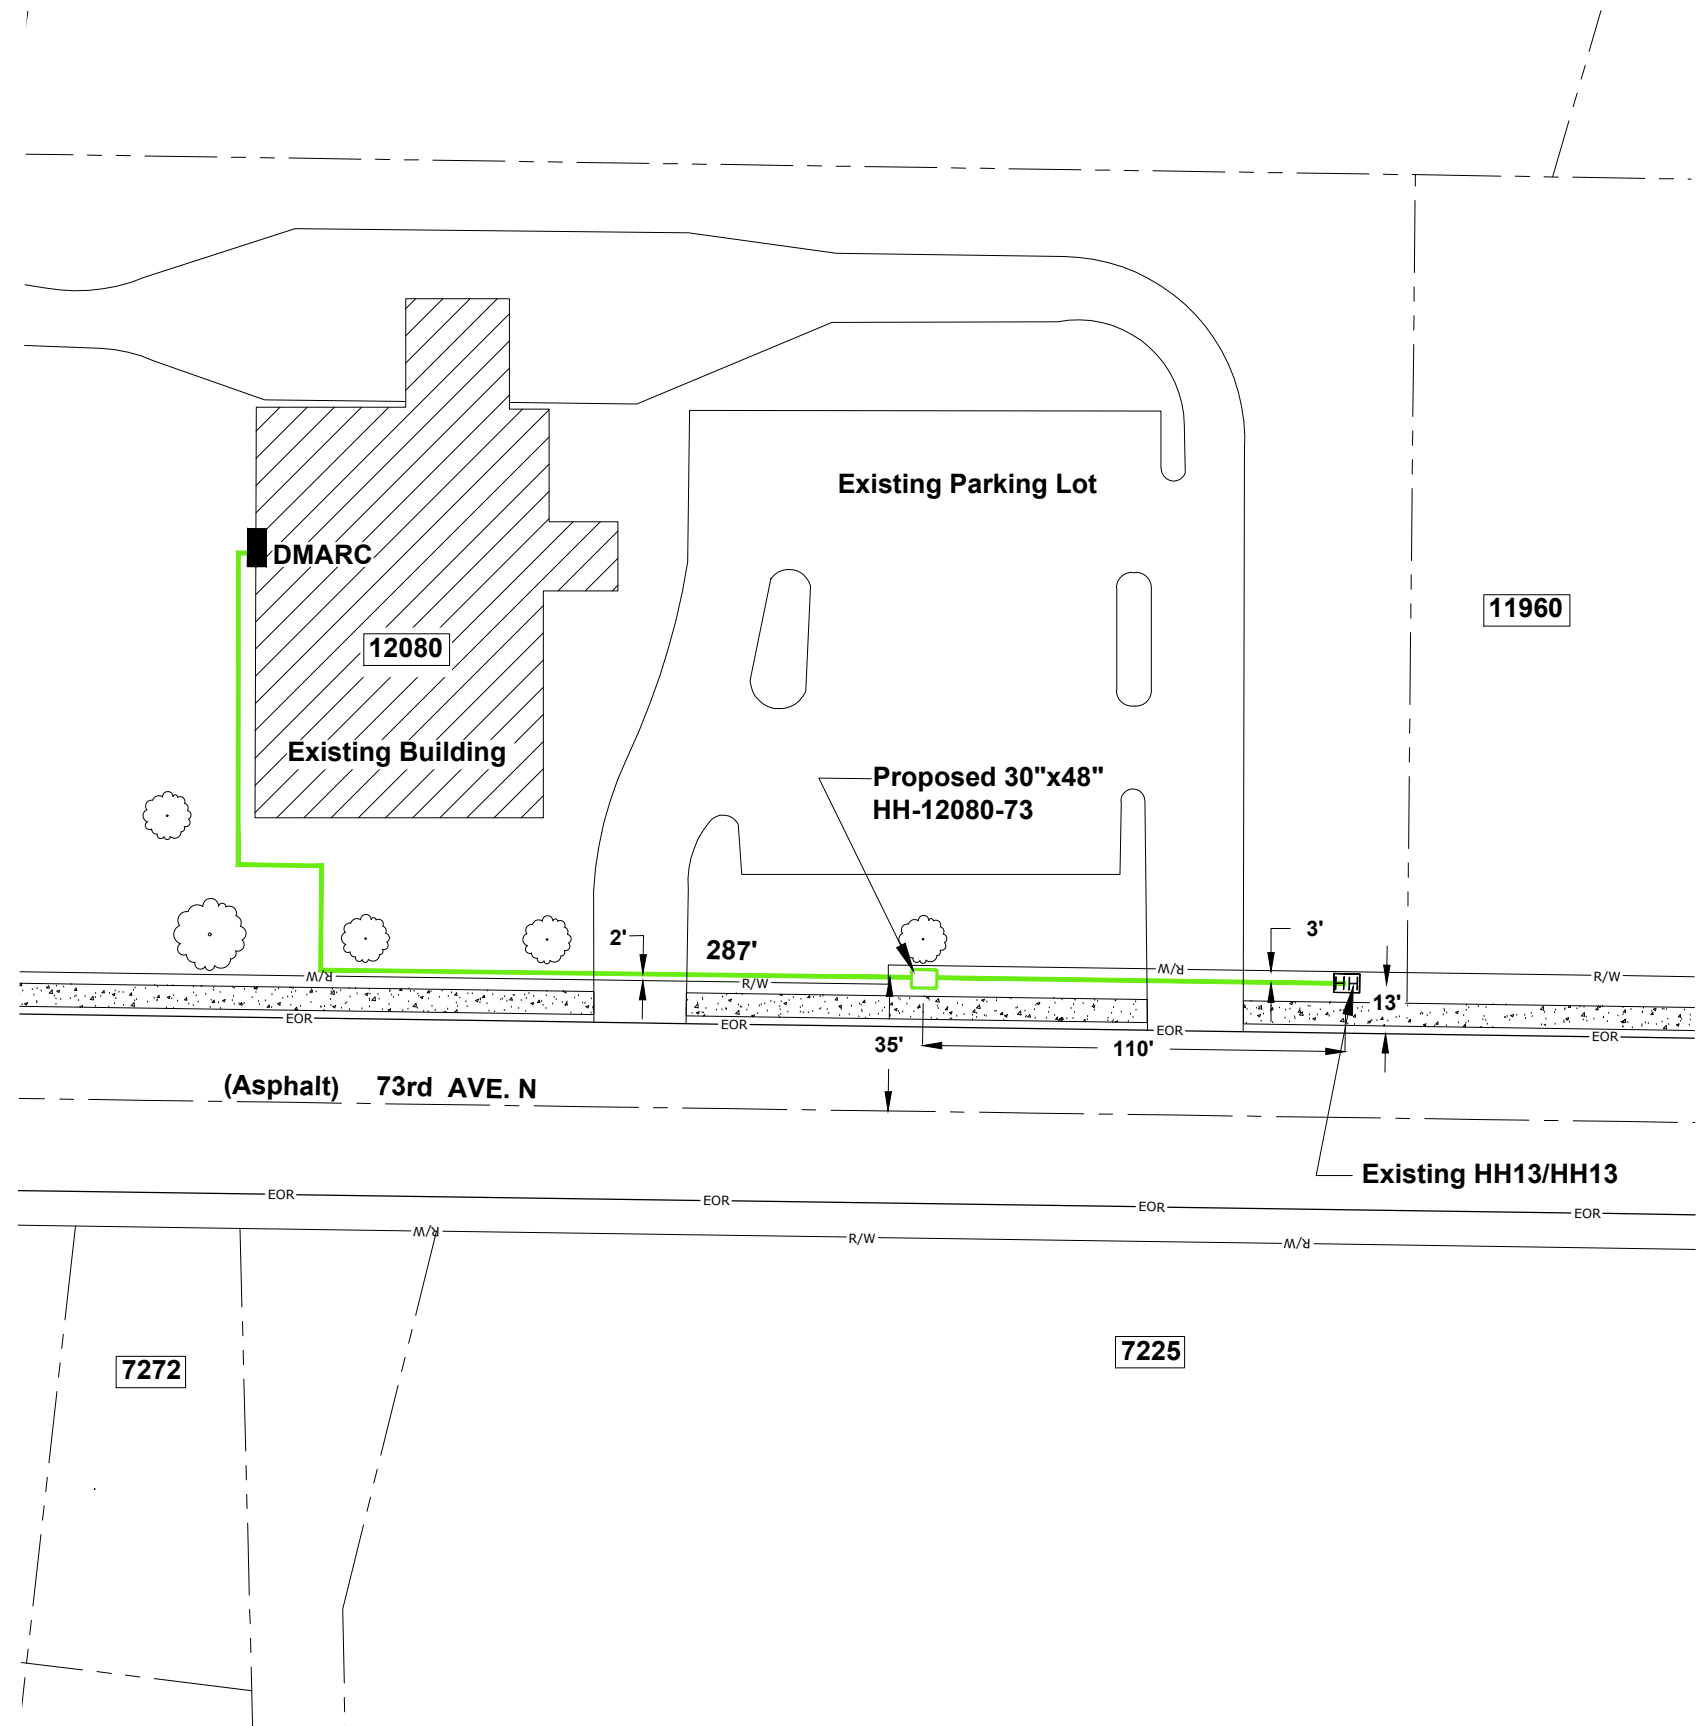 Existing Parking Lot
DMARC
11960
12080
Existing Building
Proposed 30"x48"
HH-12080-73
2'
287'
3'
R/W
R/W
R/W
R/W
HH
13'
EOR
EOR
EOR
EOR
35'
110'
(Asphalt) 73rd AVE. N
Existing HH13/HH13
EOR
EOR
EOR
EOR
R/W
R/W
R/W
7225
7272